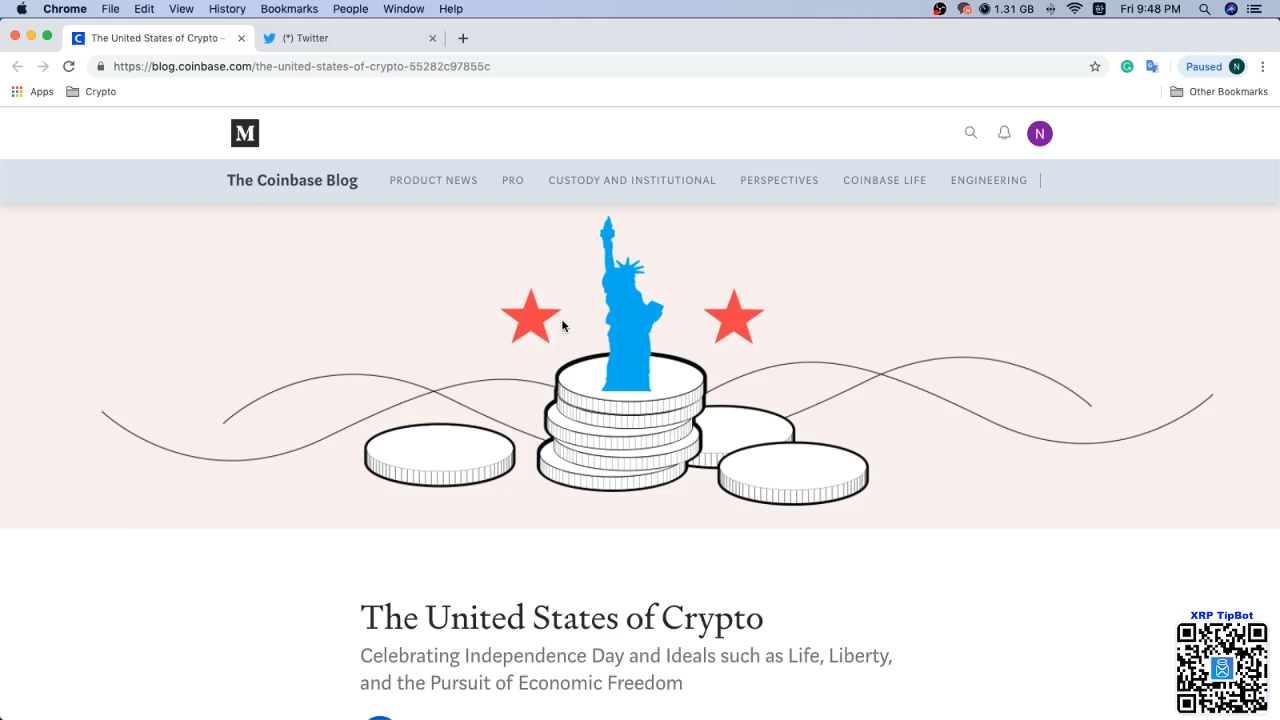 Chrome File Edit View History Bookmarks People Window Help 1.31 GB Fri 9:48 PM
The United States of Crypto – (*) Twitter
https://blog.coinbase.com/the-united-states-of-crypto-55282c97855c Paused N
Apps Crypto Other Bookmarks
M N
The Coinbase Blog PRODUCT NEWS PRO CUSTODY AND INSTITUTIONAL PERSPECTIVES COINBASE LIFE ENGINEERING
The United States of Crypto
Celebrating Independence Day and Ideals such as Life, Liberty,
and the Pursuit of Economic Freedom
XRP TipBot